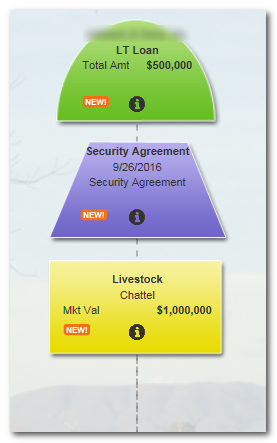 LT Loan
Total Amt $500,000
NEW!
Security Agreement
9/26/2016
Security Agreement
NEW!
Livestock
Chattel
Mkt Val $1,000,000
NEW!